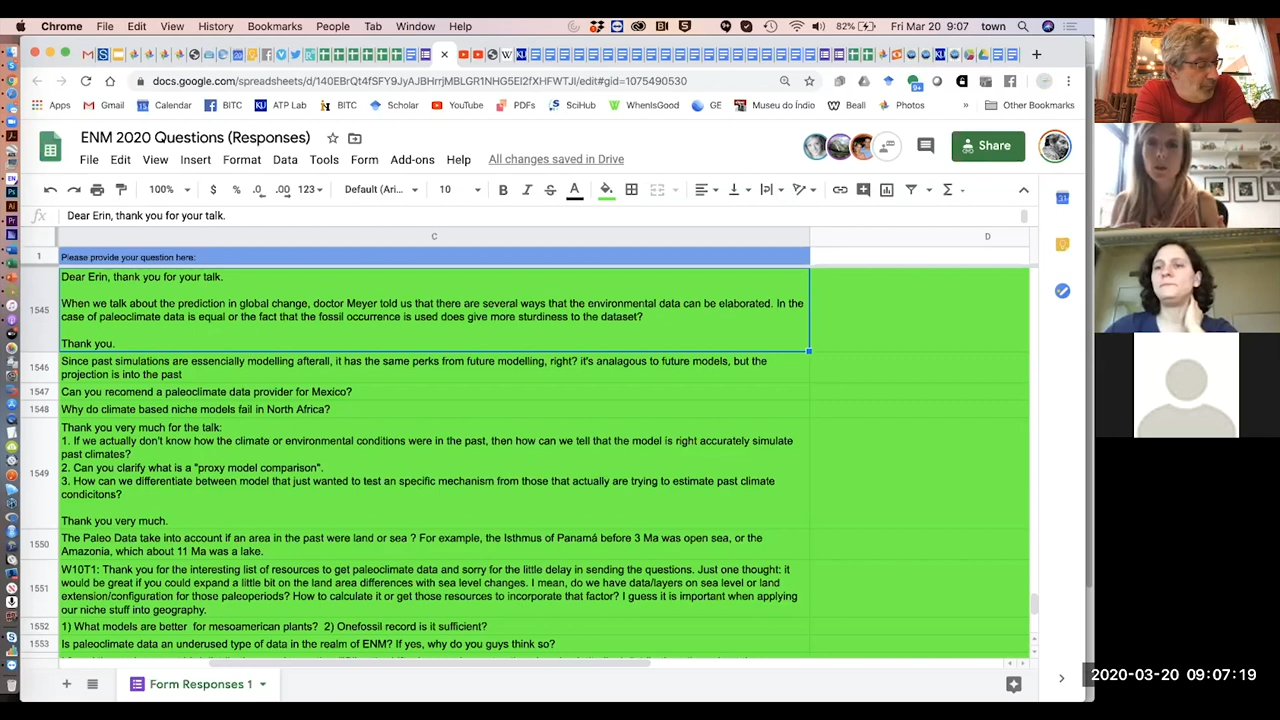 Chrome File Edit View History Bookmarks People Tab Window Help
82% Fri Mar 20 9:07 town
docs.google.com/spreadsheets/d/140EBrQt4fSFY9JyAJBHrnjMBLGR1NHG5EI2fXHFWTJI/edit#gid=1075490530
Apps Gmail Calendar BITC ATP Lab BITC Scholar YouTube PDFs SciHub WhenIsGood GE Museu do Índio Beall Photos » Other Bookmarks
ENM 2020 Questions (Responses)
File Edit View Insert Format Data Tools Form Add-ons Help All changes saved in Drive
Share
100% $ % .0 .00 123 Default (Ari... 10 B I S A
fx Dear Erin, thank you for your talk.
C D
1 Please provide your question here:
1545 Dear Erin, thank you for your talk.
When we talk about the prediction in global change, doctor Meyer told us that there are several ways that the environmental data can be elaborated. In the
case of paleoclimate data is equal or the fact that the fossil occurrence is used does give more sturdiness to the dataset?
Thank you.
1546 Since past simulations are essencially modelling afterall, it has the same perks from future modelling, right? it's analagous to future models, but the
projection is into the past
1547 Can you recomend a paleoclimate data provider for Mexico?
1548 Why do climate based niche models fail in North Africa?
1549 Thank you very much for the talk:
1. If we actually don't know how the climate or environmental conditions were in the past, then how can we tell that the model is right accurately simulate
past climates?
2. Can you clarify what is a "proxy model comparison".
3. How can we differentiate between model that just wanted to test an specific mechanism from those that actually are trying to estimate past climate
condicitons?
Thank you very much.
1550 The Paleo Data take into account if an area in the past were land or sea ? For example, the Isthmus of Panamá before 3 Ma was open sea, or the
Amazonia, which about 11 Ma was a lake.
1551 W10T1: Thank you for the interesting list of resources to get paleoclimate data and sorry for the little delay in sending the questions. Just one thought: it
would be great if you could expand a little bit on the land area differences with sea level changes. I mean, do we have data/layers on sea level or land
extension/configuration for those paleoperiods? How to calculate it or get those resources to incorporate that factor? I guess it is important when applying
our niche stuff into geography.
1552 1) What models are better for mesoamerican plants? 2) Onefossil record is it sufficient?
1553 Is paleoclimate data an underused type of data in the realm of ENM? If yes, why do you guys think so?
Form Responses 1
2020-03-20 09:07:19